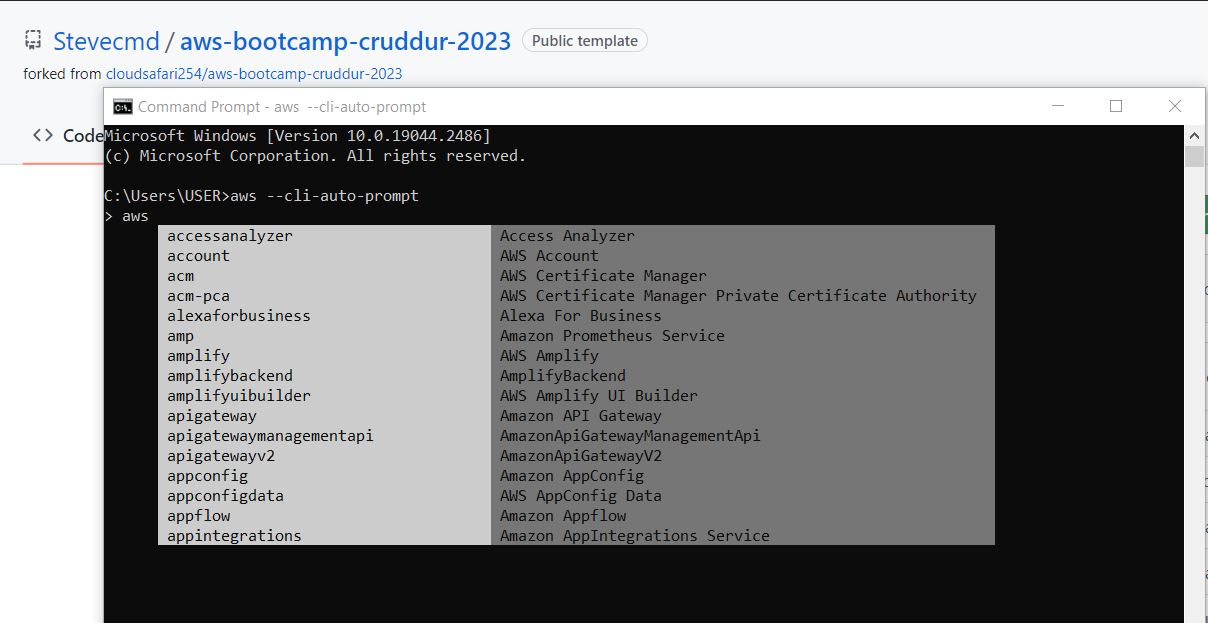 Stevecmd / aws-bootcamp-cruddur-2023 Public template
forked from cloudsafari254/aws-bootcamp-cruddur-2023
Command Prompt - aws  --cli-auto-prompt
<> Code
Microsoft Windows [Version 10.0.19044.2486]
(c) Microsoft Corporation. All rights reserved.
C:\Users\USER>aws --cli-auto-prompt
> aws
accessanalyzer Access Analyzer
account AWS Account
acm AWS Certificate Manager
acm-pca AWS Certificate Manager Private Certificate Authority
alexaforbusiness Alexa For Business
amp Amazon Prometheus Service
amplify AWS Amplify
amplifybackend AmplifyBackend
amplifyuibuilder AWS Amplify UI Builder
apigateway Amazon API Gateway
apigatewaymanagementapi AmazonApiGatewayManagementApi
apigatewayv2 AmazonApiGatewayV2
appconfig Amazon AppConfig
appconfigdata AWS AppConfig Data
appflow Amazon Appflow
appintegrations Amazon AppIntegrations Service